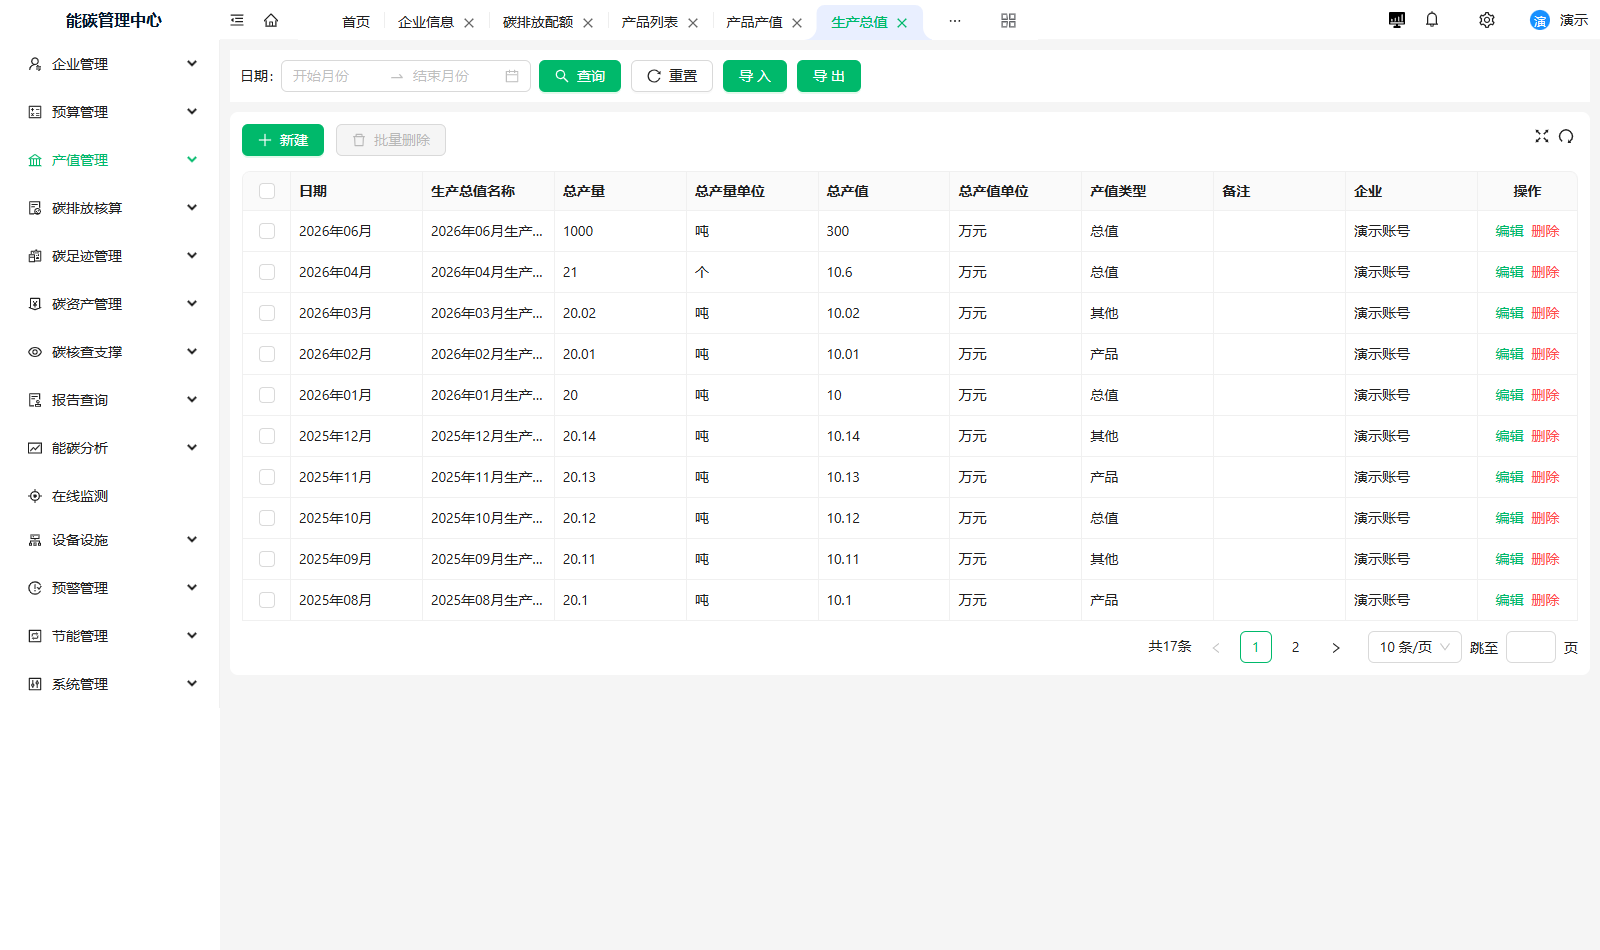 能碳管理中心
首页 企业信息 碳排放配额 产品列表 产品产值 生产总值 ... 演 演示
企业管理
预算管理
产值管理
碳排放核算
碳足迹管理
碳资产管理
碳核查支撑
报告查询
能碳分析
在线监测
设备设施
预警管理
节能管理
系统管理
日期: 开始月份 结束月份 查询 重置 导入 导出
新建 批量删除
日期 生产总值名称 总产量 总产量单位 总产值 总产值单位 产值类型 备注 企业 操作
2026年06月 2026年06月生产... 1000 吨 300 万元 总值 演示账号 编辑 删除
2026年04月 2026年04月生产... 21 个 10.6 万元 总值 演示账号 编辑 删除
2026年03月 2026年03月生产... 20.02 吨 10.02 万元 其他 演示账号 编辑 删除
2026年02月 2026年02月生产... 20.01 吨 10.01 万元 产品 演示账号 编辑 删除
2026年01月 2026年01月生产... 20 吨 10 万元 总值 演示账号 编辑 删除
2025年12月 2025年12月生产... 20.14 吨 10.14 万元 其他 演示账号 编辑 删除
2025年11月 2025年11月生产... 20.13 吨 10.13 万元 产品 演示账号 编辑 删除
2025年10月 2025年10月生产... 20.12 吨 10.12 万元 总值 演示账号 编辑 删除
2025年09月 2025年09月生产... 20.11 吨 10.11 万元 其他 演示账号 编辑 删除
2025年08月 2025年08月生产... 20.1 吨 10.1 万元 产品 演示账号 编辑 删除
共17条 < 1 2 > 10 条/页 跳至 页